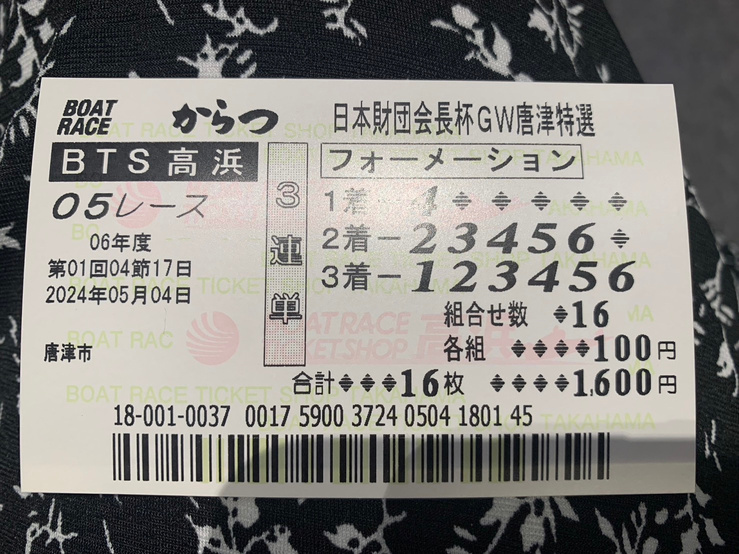 BOAT RACE からつ 日本財団会長杯GW唐津特選
BTS高浜 3連単 フォーメーション
05レース
06年度
第01回04節17日
2024年05月04日
唐津市
1着 4
2着-23456
3着-123456
組合せ数 16
各組 100円
合計 16枚 1,600円
18-001-0037 0017 5900 3724 0504 1801 45